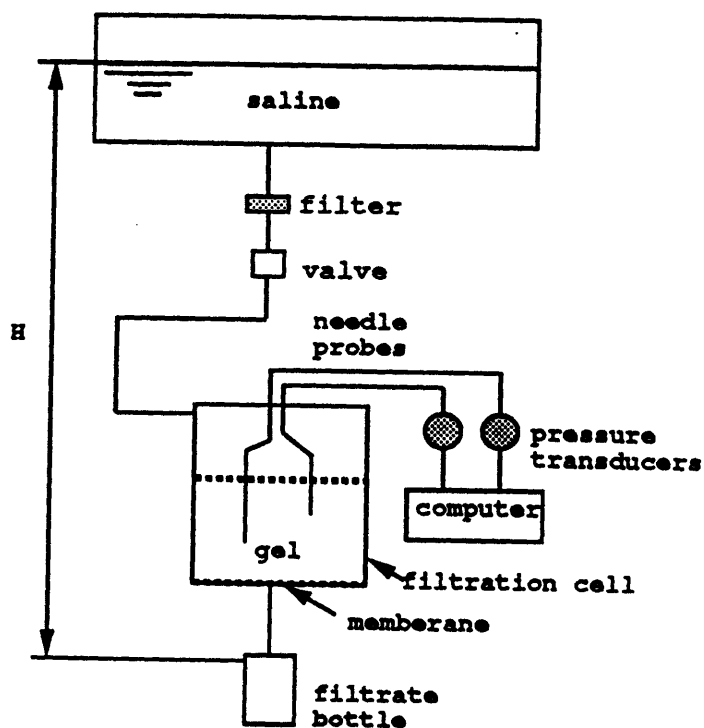 saline
filter
valve
H
needle
probes
pressure
transducers
computer
gel
filtration cell
memberane
filtrate
bottle